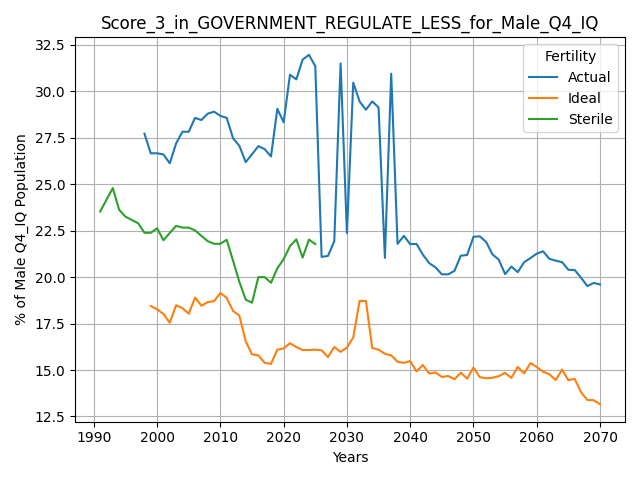 Score_3_in_GOVERNMENT_REGULATE_LESS_for_Male_Q4_IQ
32.5
30.0
27.5
25.0
22.5
20.0
17.5
15.0
12.5
% of Male Q4_IQ Population
Fertility
Actual
Ideal
Sterile
1990 2000 2010 2020 2030 2040 2050 2060 2070
Years